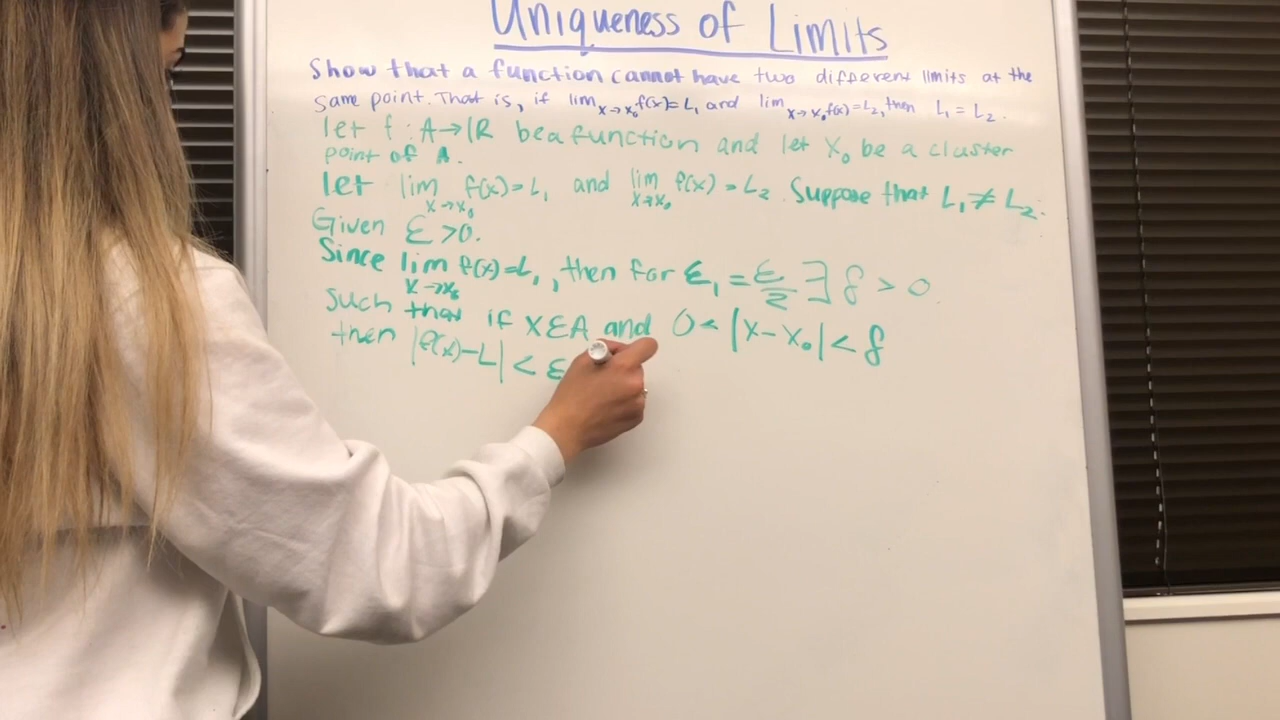 Uniqueness of Limits
Show that a function cannot have two different limits at the
same point. That is, if lim x→x₀ f(x)=L₁ and lim x→x₀ f(x)=L₂, then L₁ = L₂.
let f : A→ℝ be a function and let x₀ be a cluster
point of A.
let lim x→x₀ f(x)=L₁ and lim x→x₀ f(x)=L₂. Suppose that L₁ ≠ L₂.
Given ε >0.
Since lim x→x₀ f(x)=L₁, then for ε₁ = ε/2 ∃ δ > 0
such that if x∈A and 0< |x-x₀| < δ
then |f(x)-L| < ε